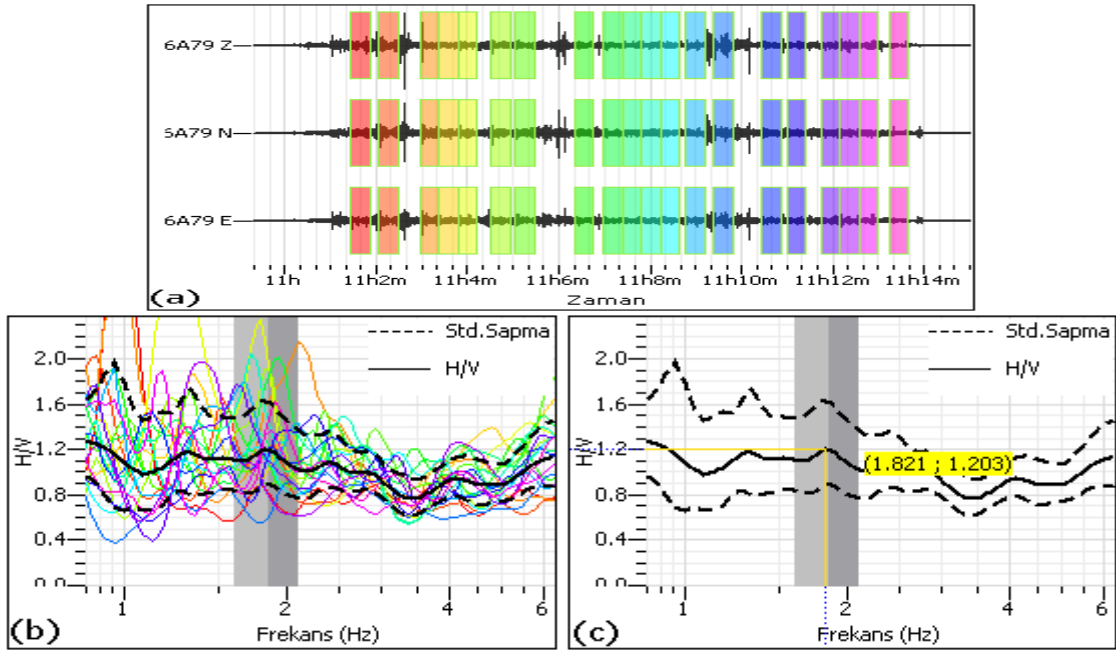 6A79 Z
5A79 N
6A79 E
11h 11h2m 11h4m 11h6m 11h8m 11h10m 11h12m 11h14m
(a) Zaman
2.0
1.6
1.2
0.8
0.4
0.0
H/V
Std.Sapma
H/V
1 2 4 6
(b) Frekans (Hz)
2.0
1.6
1.2
0.8
0.4
0.0
H/V
Std.Sapma
H/V
(1.821 ; 1.203)
1 2 4 6
(c) Frekans (Hz)